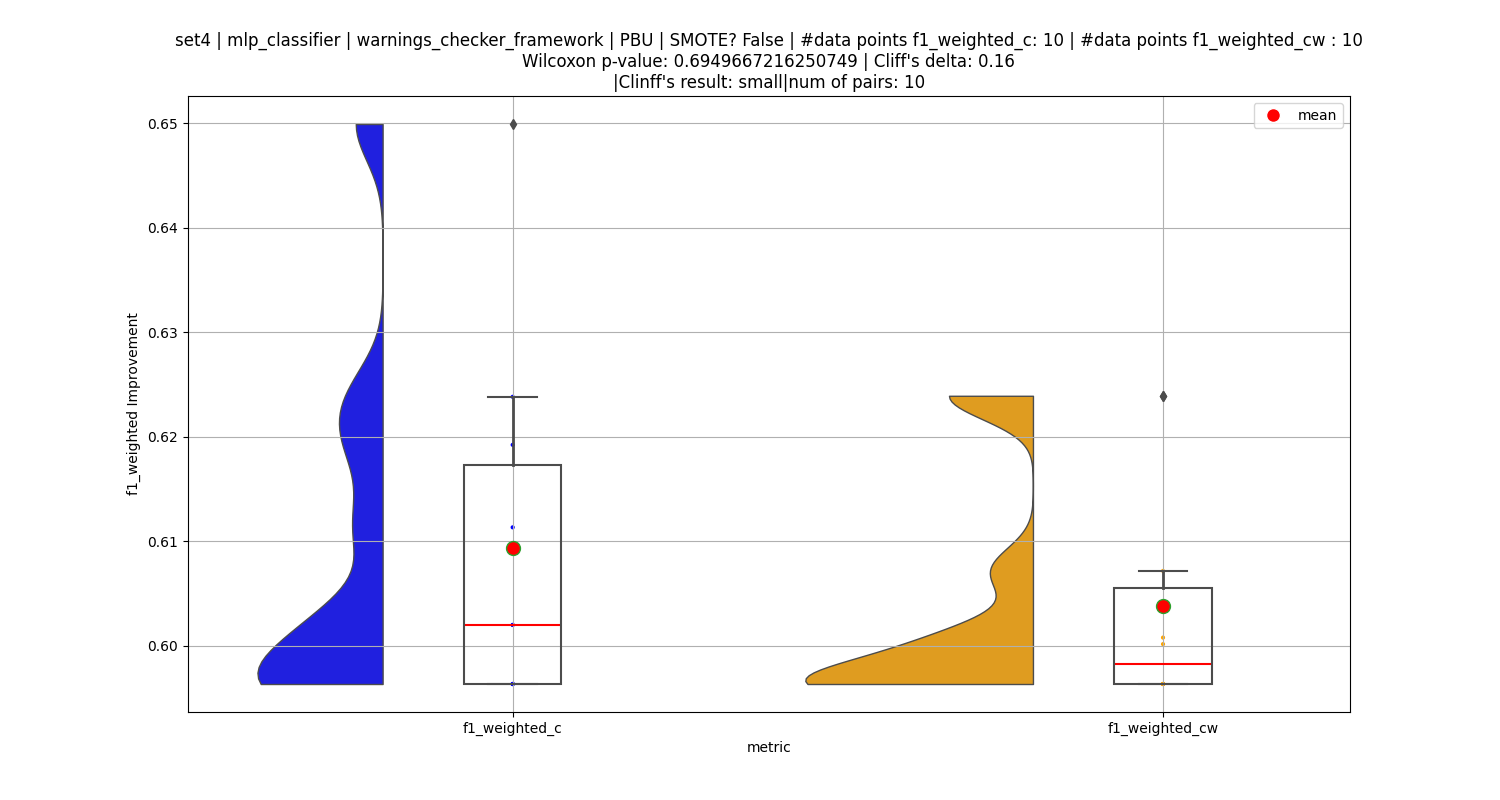 set4 | mlp_classifier | warnings_checker_framework | PBU | SMOTE? False | #data points f1_weighted_c: 10 | #data points f1_weighted_cw : 10
Wilcoxon p-value: 0.6949667216250749 | Cliff's delta: 0.16
|Clinff's result: small|num of pairs: 10
mean
0.65
0.64
0.63
0.62
0.61
0.60
f1_weighted Improvement
f1_weighted_c
f1_weighted_cw
metric